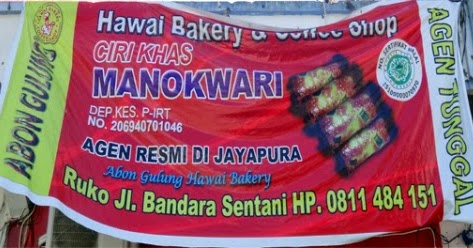 Hawai Bakery & Coffee Shop
ABON GULUNG
CIRI KHAS
MANOKWARI
DEP.KES. P-IRT
NO. 206940701046
AGEN RESMI DI JAYAPURA
Abon Gulung Hawai Bakery
Ruko Jl. Bandara Sentani HP. 0811 484 151
AGEN TUNGGAL